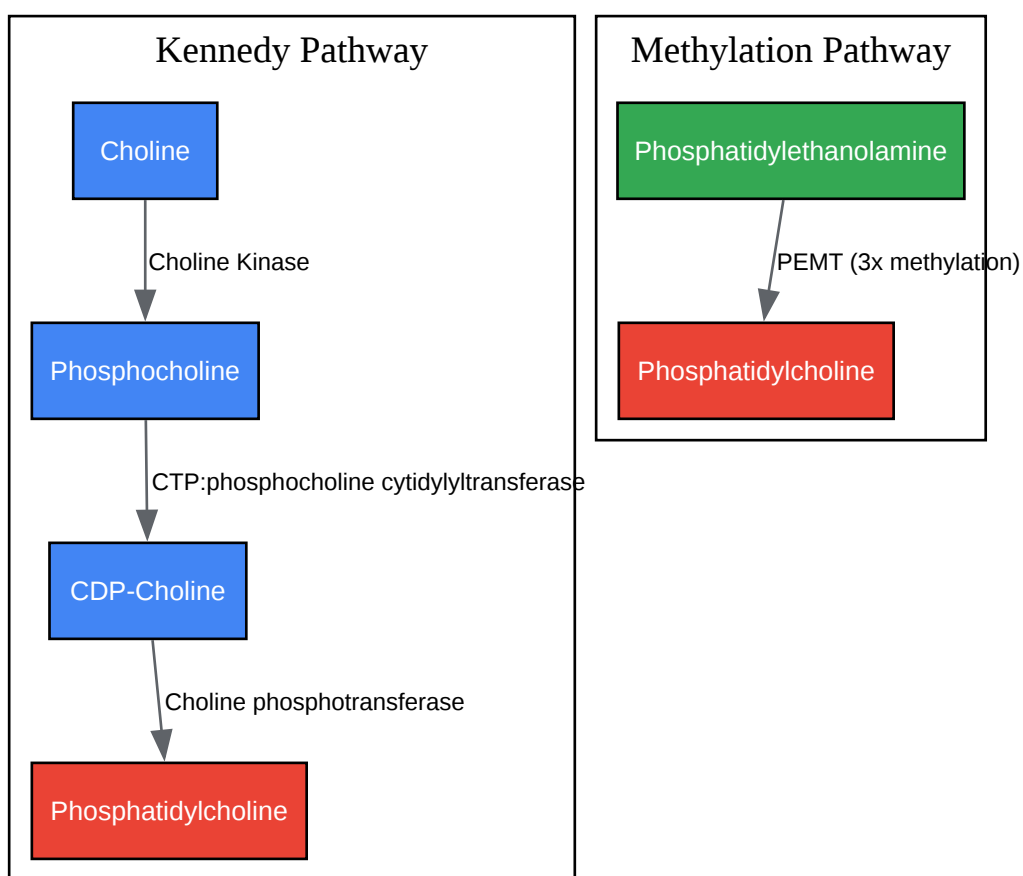 Kennedy Pathway
Choline
Choline Kinase
Phosphocholine
CTP:phosphocholine cytidylyltransferase
CDP-Choline
Choline phosphotransferase
Phosphatidylcholine
Methylation Pathway
Phosphatidylethanolamine
PEMT (3x methylation)
Phosphatidylcholine